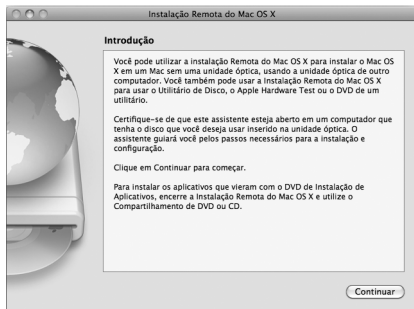 Instalação Remota do Mac OS X
Introdução
Você pode utilizar a instalação Remota do Mac OS X para instalar o Mac OS
X em um Mac sem uma unidade óptica, usando a unidade óptica de outro
computador. Você também pode usar a Instalação Remota do Mac OS X
para usar o Utilitário de Disco, o Apple Hardware Test ou o DVD de um
utilitário.
Certifique-se de que este assistente esteja aberto em um computador que
tenha o disco que você deseja usar inserido na unidade óptica. O
assistente guiará você pelos passos necessários para a instalação e
configuração.
Clique em Continuar para começar.
Para instalar os aplicativos que vieram com o DVD de Instalação de
Aplicativos, encerre a Instalação Remota do Mac OS X e utilize o
Compartilhamento de DVD ou CD.
Continuar